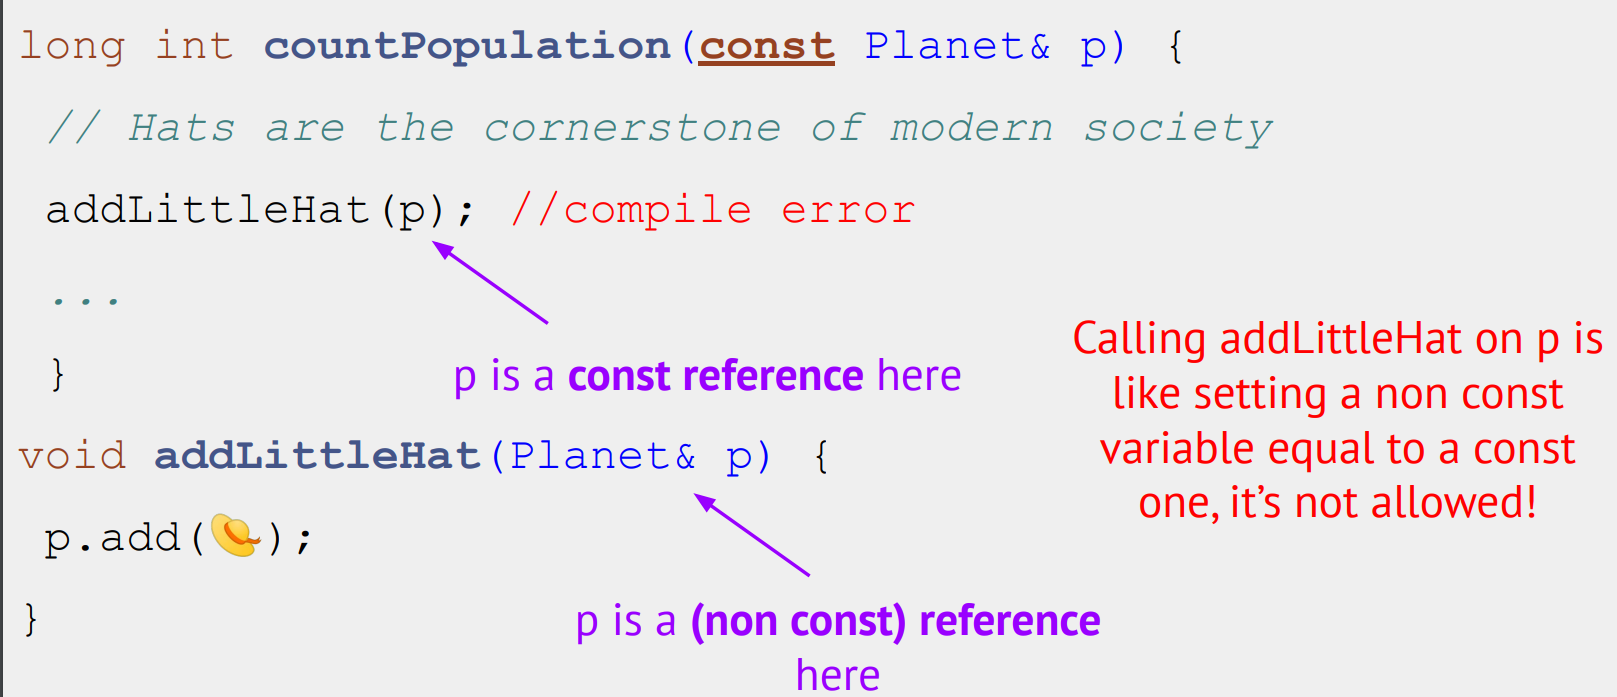 long int countPopulation(const Planet& p) {
// Hats are the cornerstone of modern society
addLittleHat(p); //compile error
...
p is a const reference here
}
Calling addLittleHat on p is
like setting a non const
variable equal to a const
one, it’s not allowed!
void addLittleHat(Planet& p) {
p.add(👒);
}
p is a (non const) reference
here